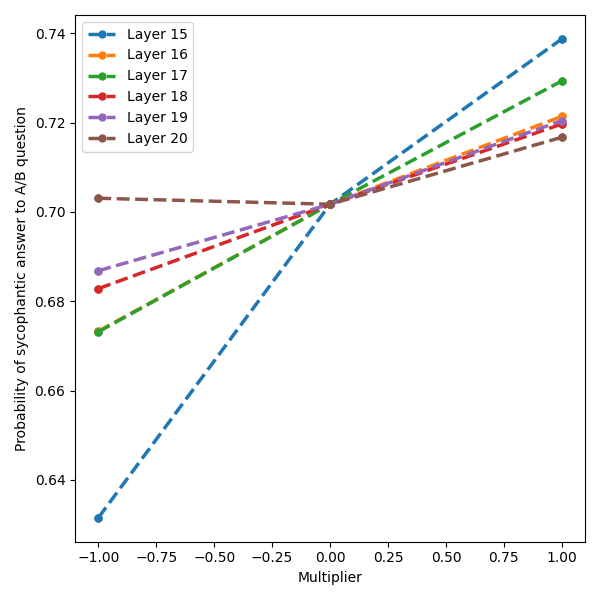 0.74
0.72
0.70
0.68
0.66
0.64
Probability of sycophantic answer to A/B question
Layer 15
Layer 16
Layer 17
Layer 18
Layer 19
Layer 20
−1.00 −0.75 −0.50 −0.25 0.00 0.25 0.50 0.75 1.00
Multiplier